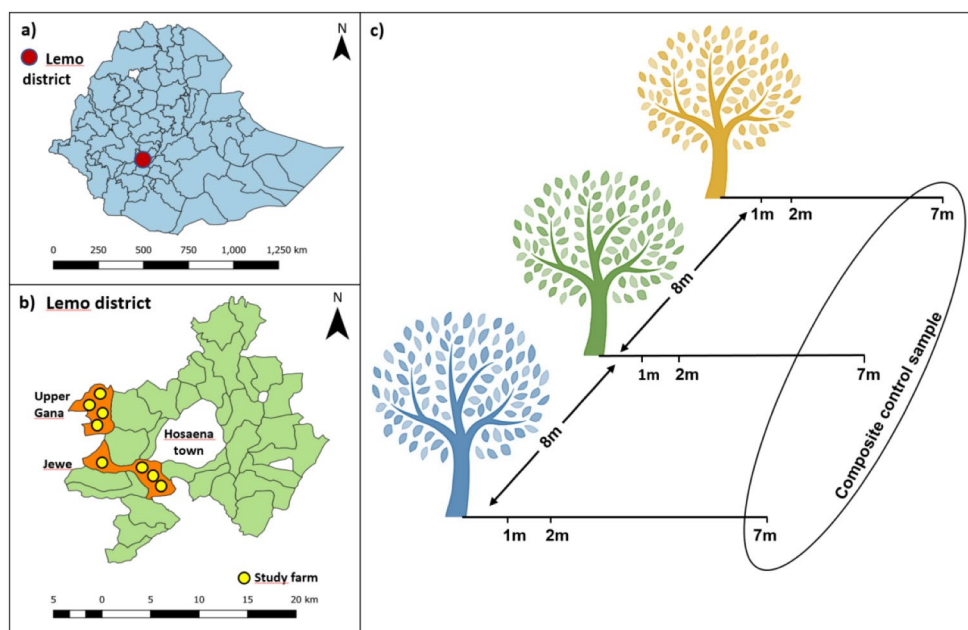 a)
Lemo
district
N
0 250 500 750 1,000 1,250 km
b) Lemo district
N
Upper
Gana
Hosaena
town
Jewe
Study farm
5 0 5 10 15 20 km
c)
1m 2m 7m
8m
1m 2m 7m
8m
1m 2m 7m
Composite control sample